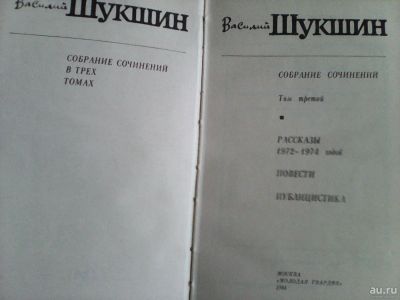 Василий Шукшин
СОБРАНИЕ СОЧИНЕНИЙ
В ТРЕХ
ТОМАХ
Василий Шукшин
СОБРАНИЕ СОЧИНЕНИЙ
Том третий
РАССКАЗЫ
1972—1974 годов
ПОВЕСТИ
ПУБЛИЦИСТИКА
МОСКВА
«МОЛОДАЯ ГВАРДИЯ»
au.ru